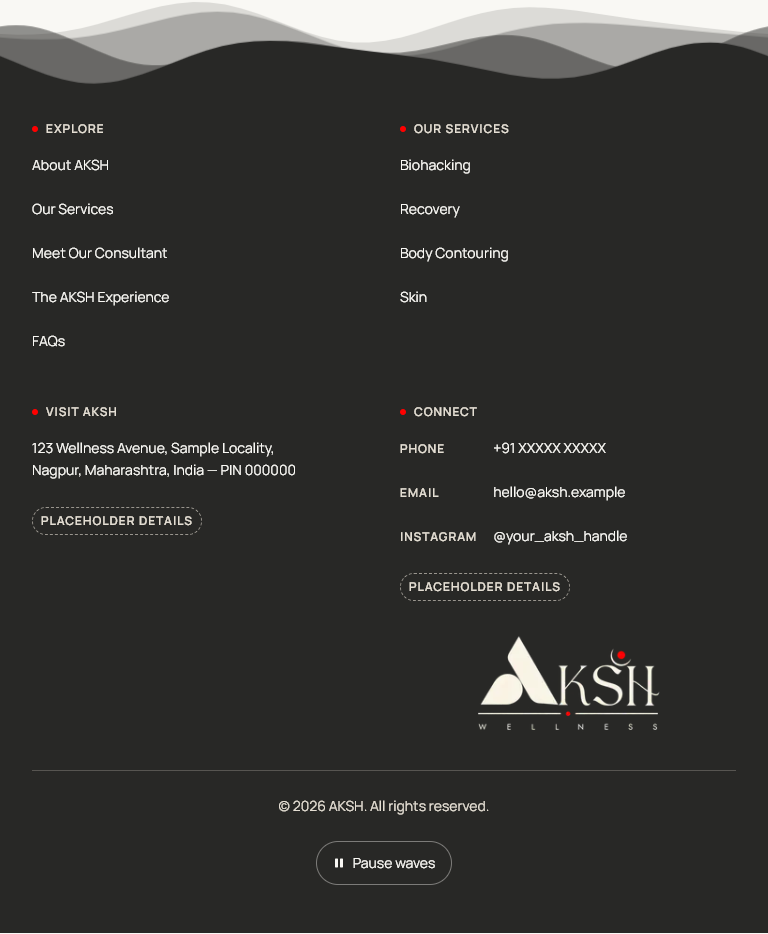 EXPLORE
About AKSH
Our Services
Meet Our Consultant
The AKSH Experience
FAQs
OUR SERVICES
Biohacking
Recovery
Body Contouring
Skin
VISIT AKSH
123 Wellness Avenue, Sample Locality,
Nagpur, Maharashtra, India — PIN 000000
PLACEHOLDER DETAILS
CONNECT
PHONE +91 XXXXX XXXXX
EMAIL hello@aksh.example
INSTAGRAM @your_aksh_handle
PLACEHOLDER DETAILS
AKSH
WELLNESS
© 2026 AKSH. All rights reserved.
Pause waves